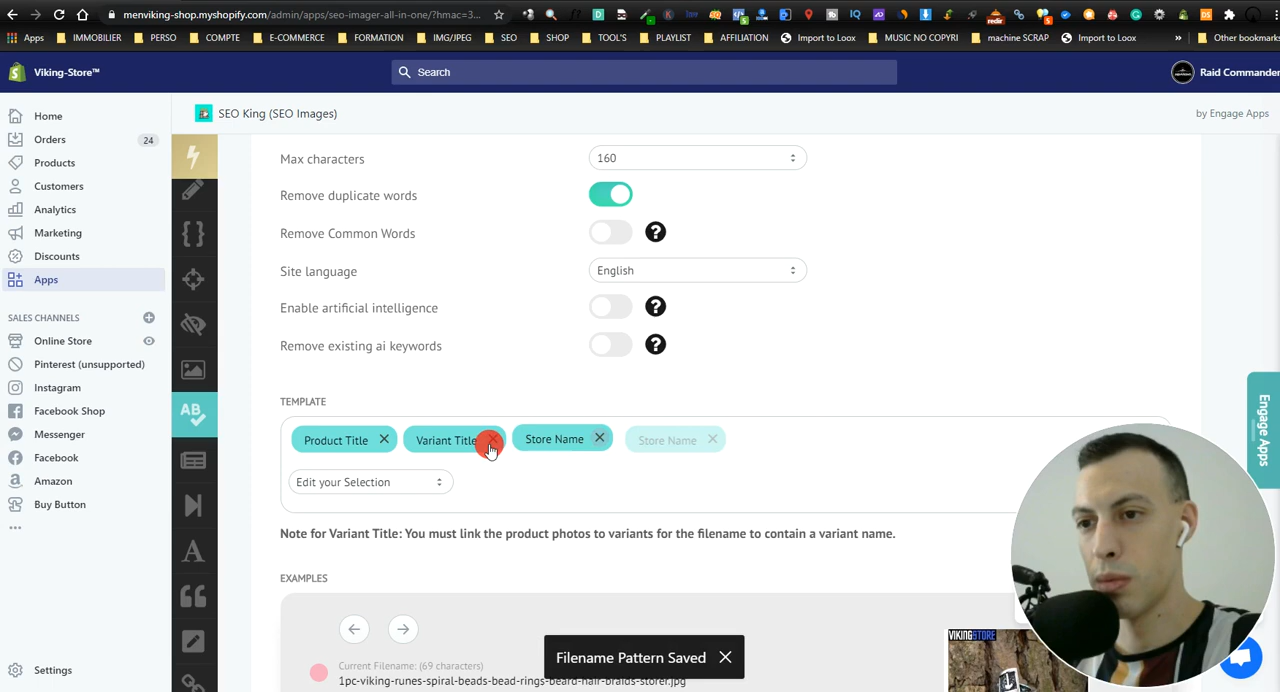 menviking-shop.myshopify.com/admin/apps/seo-imager-all-in-one/?hmac=3...
Apps IMMOBILIER PERSO COMPTE E-COMMERCE FORMATION IMG/JPEG SEO SHOP TOOL'S PLAYLIST AFFILIATION Import to Loox MUSIC NO COPYRI machine SCRAP Import to Loox » Other bookmarks
Viking-Store™
Search
Raid Commander
Home
Orders 24
Products
Customers
Analytics
Marketing
Discounts
Apps
SALES CHANNELS
Online Store
Pinterest (unsupported)
Instagram
Facebook Shop
Messenger
Facebook
Amazon
Buy Button
Settings
SEO King (SEO Images)
by Engage Apps
Max characters 160
Remove duplicate words
Remove Common Words ?
Site language English
Enable artificial intelligence ?
Remove existing ai keywords ?
TEMPLATE
Product Title Variant Title Store Name Store Name
Edit your Selection
Note for Variant Title: You must link the product photos to variants for the filename to contain a variant name.
EXAMPLES
Current Filename: (69 characters)
1pc-viking-runes-spiral-beads-bead-rings-beard-hair-braids-storer.jpg
Filename Pattern Saved
Engage Apps
AB
VIKINGSTORE